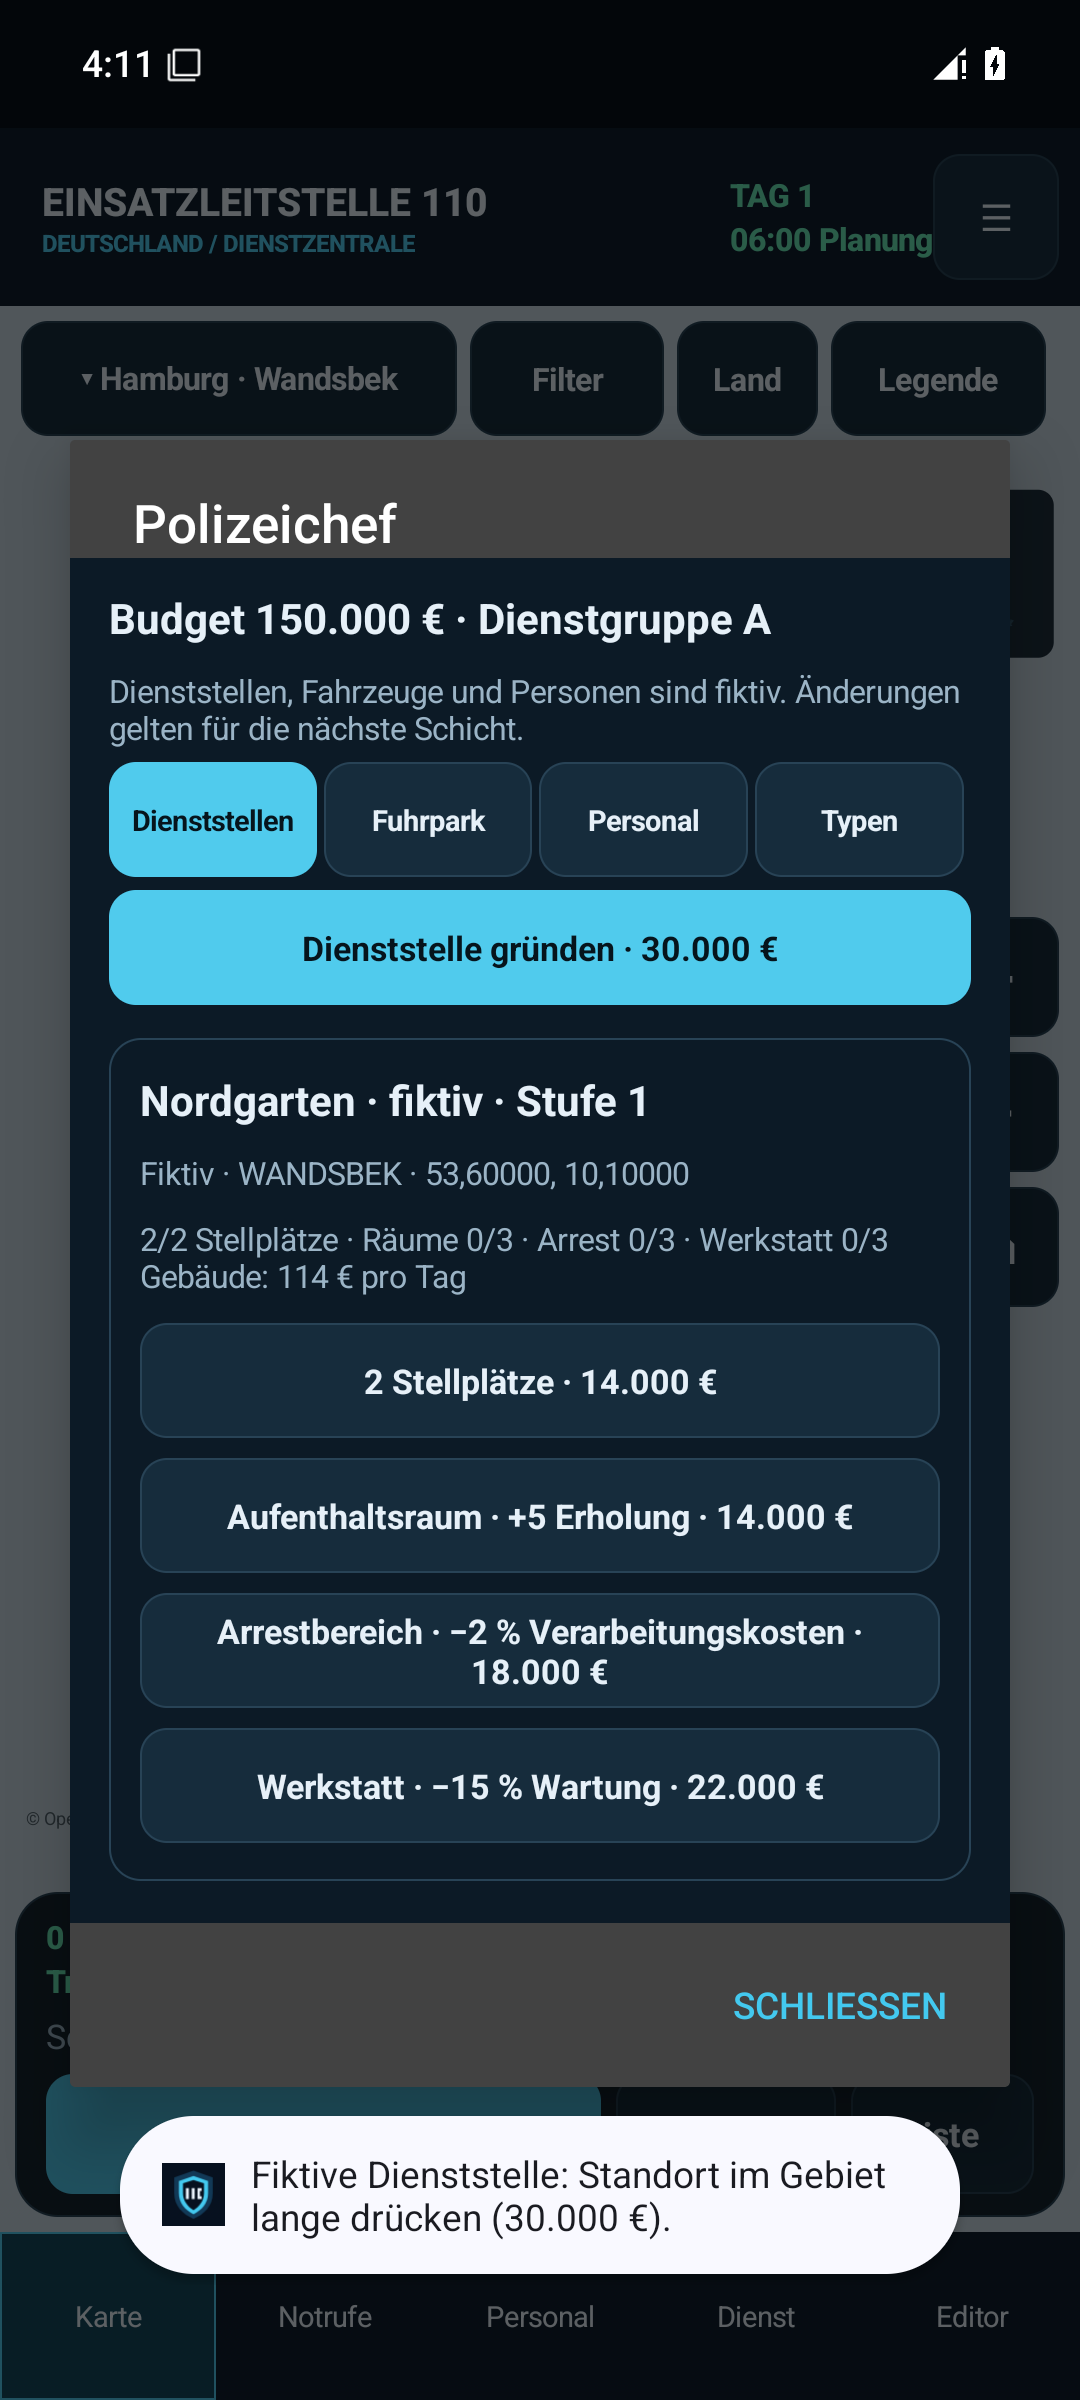 4:11
EINSATZLEITSTELLE 110
DEUTSCHLAND / DIENSTZENTRALE
TAG 1
06:00 Planung
☰
▾ Hamburg · Wandsbek
Filter
Land
Legende
Polizeichef
Budget 150.000 € · Dienstgruppe A
Dienststellen, Fahrzeuge und Personen sind fiktiv. Änderungen
gelten für die nächste Schicht.
Dienststellen
Fuhrpark
Personal
Typen
Dienststelle gründen · 30.000 €
Nordgarten · fiktiv · Stufe 1
Fiktiv · WANDSBEK · 53,60000, 10,10000
2/2 Stellplätze · Räume 0/3 · Arrest 0/3 · Werkstatt 0/3
Gebäude: 114 € pro Tag
2 Stellplätze · 14.000 €
Aufenthaltsraum · +5 Erholung · 14.000 €
Arrestbereich · −2 % Verarbeitungskosten ·
18.000 €
Werkstatt · −15 % Wartung · 22.000 €
0
SCHLIESSEN
Fiktive Dienststelle: Standort im Gebiet
lange drücken (30.000 €).
Karte
Notrufe
Personal
Dienst
Editor